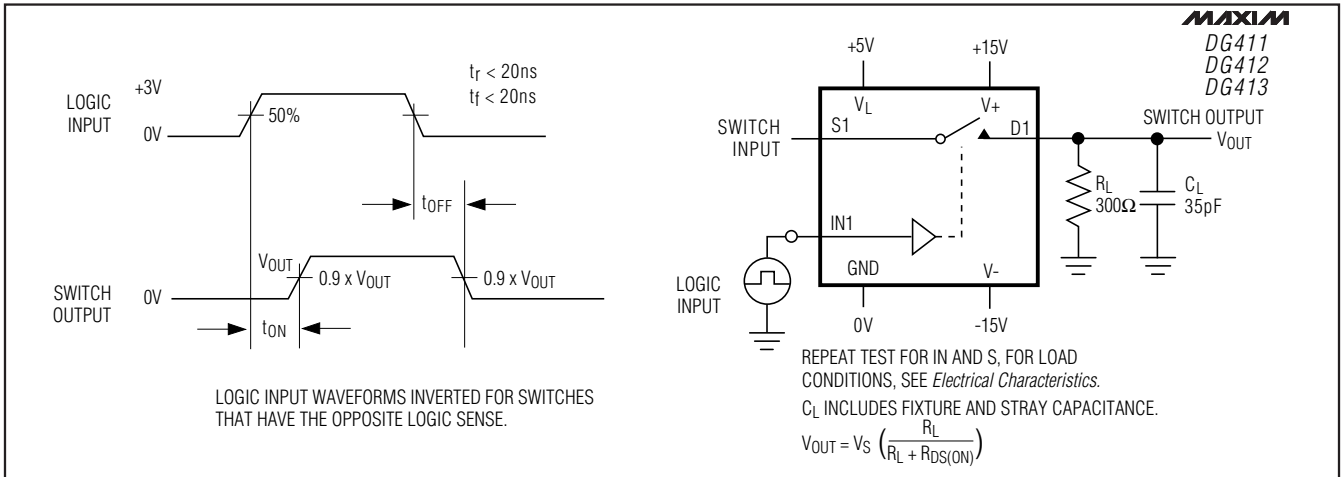 MAXIM
DG411
DG412
DG413
LOGIC
INPUT
+3V
0V
50%
tr < 20ns
tf < 20ns
tOFF
VOUT
0.9 x VOUT
0.9 x VOUT
SWITCH
OUTPUT
0V
tON
LOGIC INPUT WAVEFORMS INVERTED FOR SWITCHES
THAT HAVE THE OPPOSITE LOGIC SENSE.
+5V
+15V
VL
V+
SWITCH
INPUT
S1
D1
SWITCH OUTPUT
VOUT
RL
300Ω
CL
35pF
IN1
LOGIC
INPUT
GND
V-
0V
-15V
REPEAT TEST FOR IN AND S, FOR LOAD
CONDITIONS, SEE Electrical Characteristics.
CL INCLUDES FIXTURE AND STRAY CAPACITANCE.
VOUT = VS (RL / RL + RDS(ON))